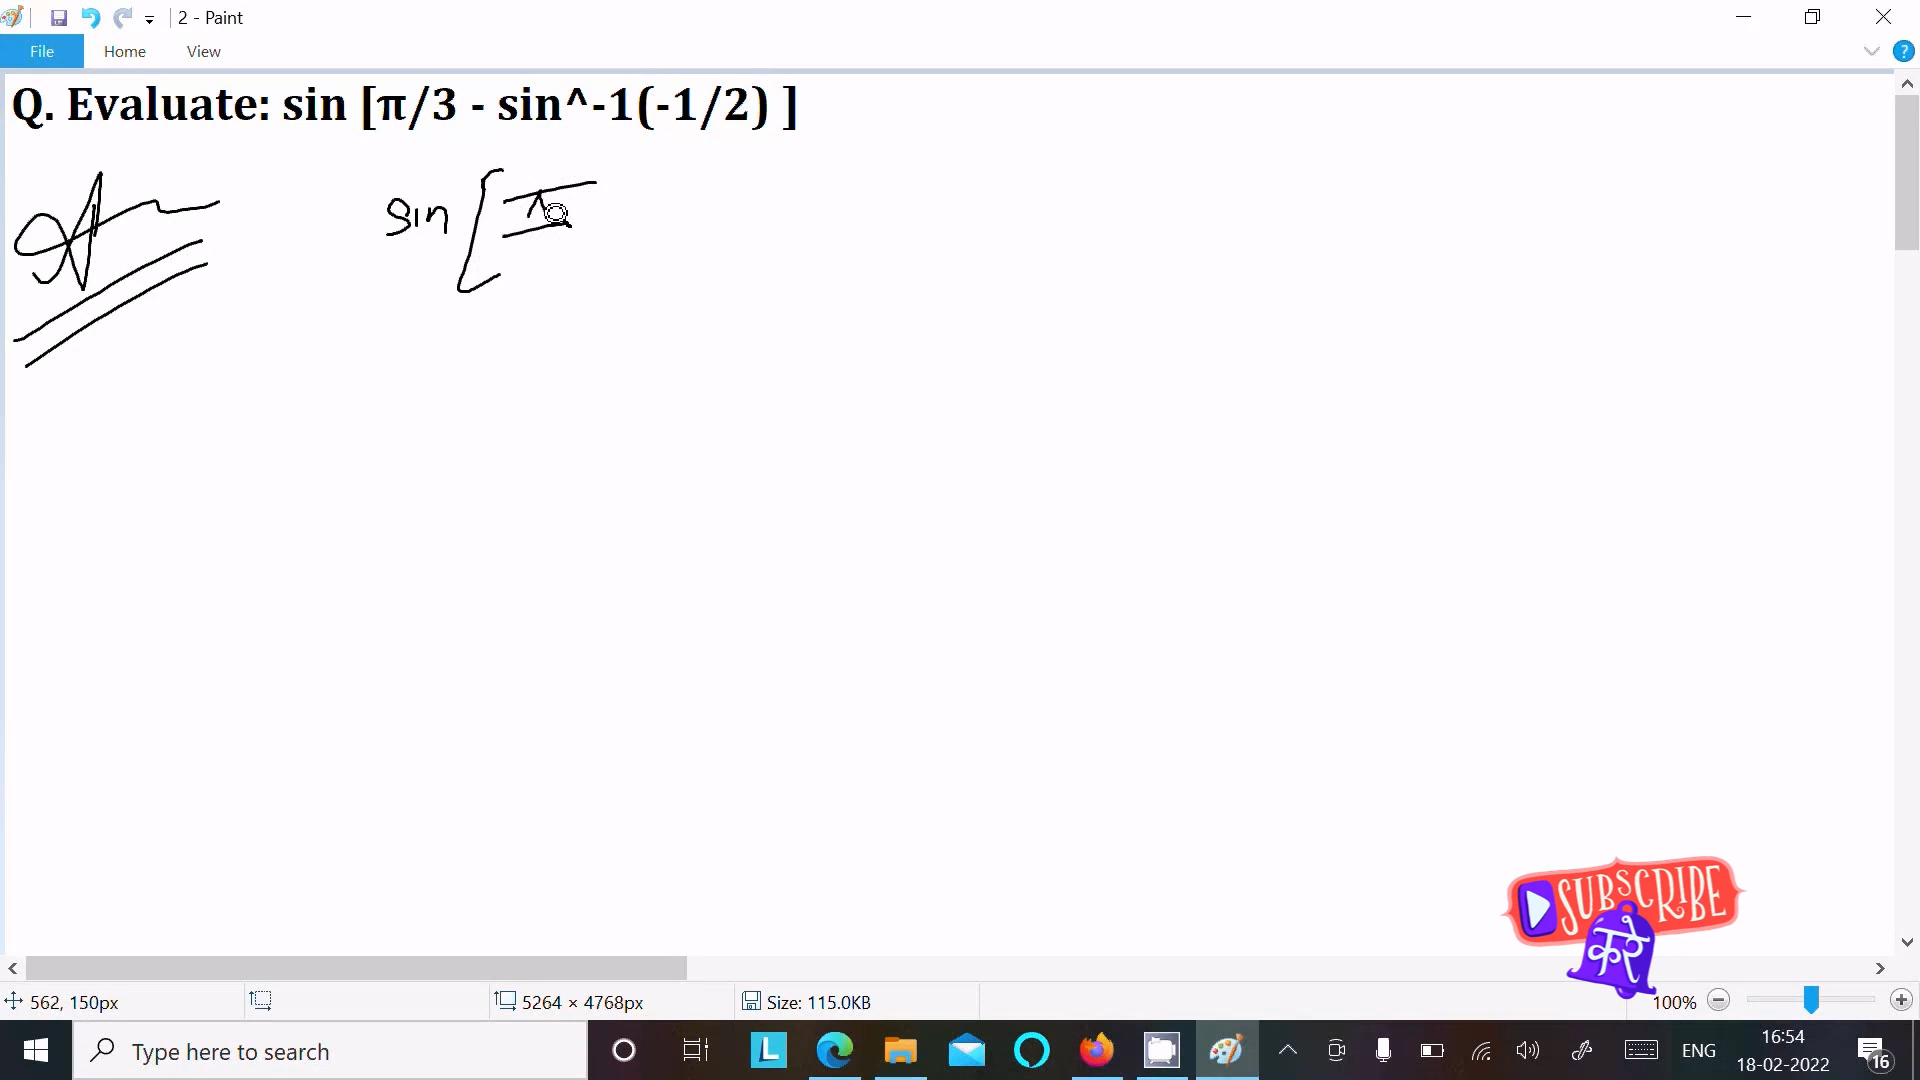 2 - Paint
File Home View
Q. Evaluate: sin [π/3 - sin^-1(-1/2) ]
sin [ π
SUBSCRIBE
करे
562, 150px 5264 × 4768px Size: 115.0KB 100%
Type here to search
L
ENG
16:54
18-02-2022
16